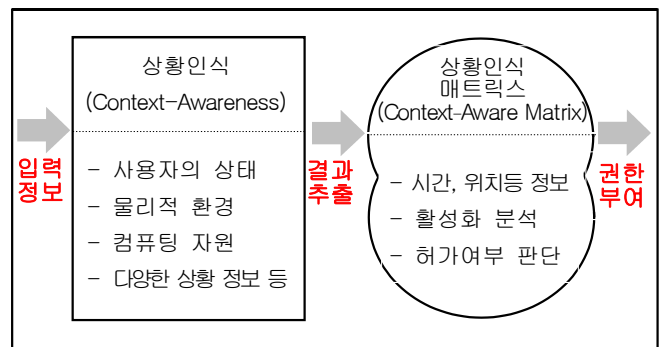 입력
정보
상황인식
(Context-Awareness)
- 사용자의 상태
- 물리적 환경
- 컴퓨팅 자원
- 다양한 상황 정보 등
결과
추출
상황인식
매트릭스
(Context-Aware Matrix)
- 시간, 위치등 정보
- 활성화 분석
- 허가여부 판단
권한
부여